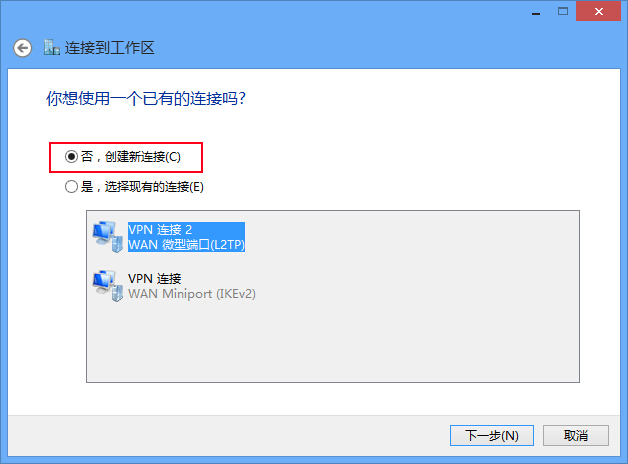 连接到工作区
你想使用一个已有的连接吗?
否，创建新连接(C)
是，选择现有的连接(E)
VPN 连接 2
WAN 微型端口(L2TP)
VPN 连接
WAN Miniport (IKEv2)
下一步(N)
取消